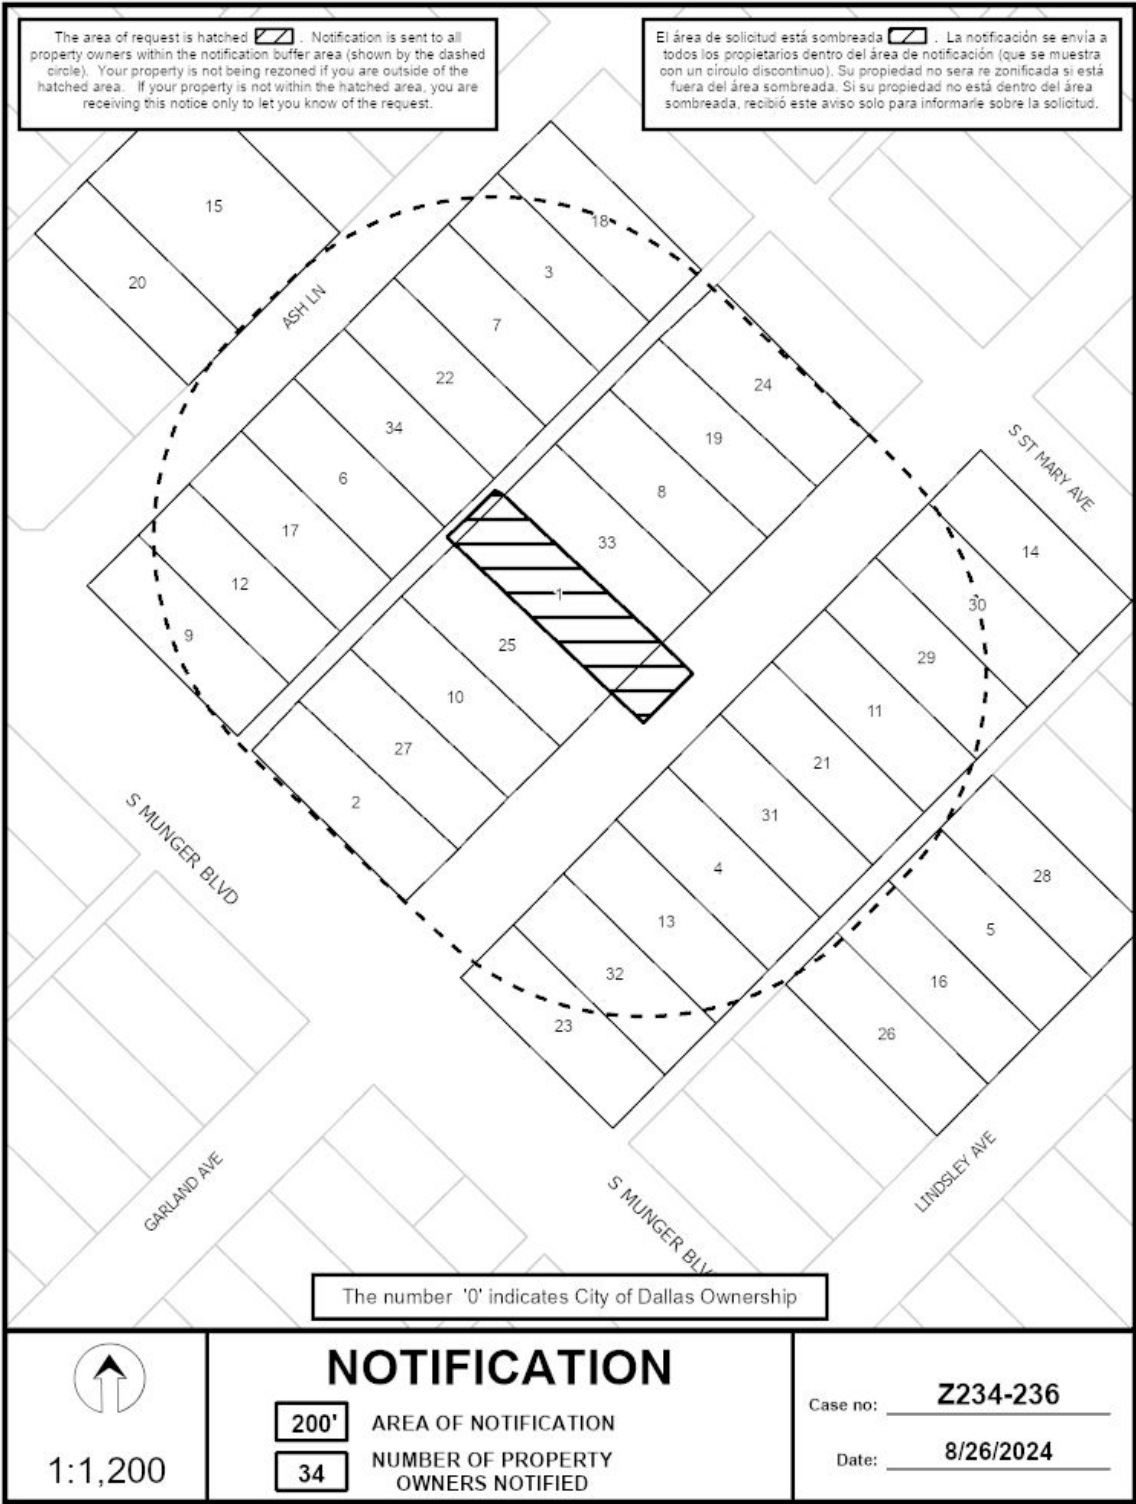 The area of request is hatched . Notification is sent to all
property owners within the notification buffer area (shown by the dashed
circle). Your property is not being rezoned if you are outside of the
hatched area. If your property is not within the hatched area, you are
receiving this notice only to let you know of the request.
El área de solicitud está sombreada . La notificación se envía a
todos los propietarios dentro del área de notificación (que se muestra
con un círculo discontinuo). Su propiedad no sera re zonificada si está
fuera del área sombreada. Si su propiedad no está dentro del área
sombreada, recibió este aviso solo para informarle sobre la solicitud.
15
18
3
20
ASH LN
7
22
24
34
19
S ST MARY AVE
6
8
17
33
14
12
1
30
9
25
29
10
11
27
21
2
31
S MUNGER BLVD
4
28
13
5
32
16
23
26
GARLAND AVE
LINDSLEY AVE
S MUNGER BLV
The number '0' indicates City of Dallas Ownership
1:1,200
NOTIFICATION
200' AREA OF NOTIFICATION
34 NUMBER OF PROPERTY
OWNERS NOTIFIED
Case no: Z234-236
Date: 8/26/2024